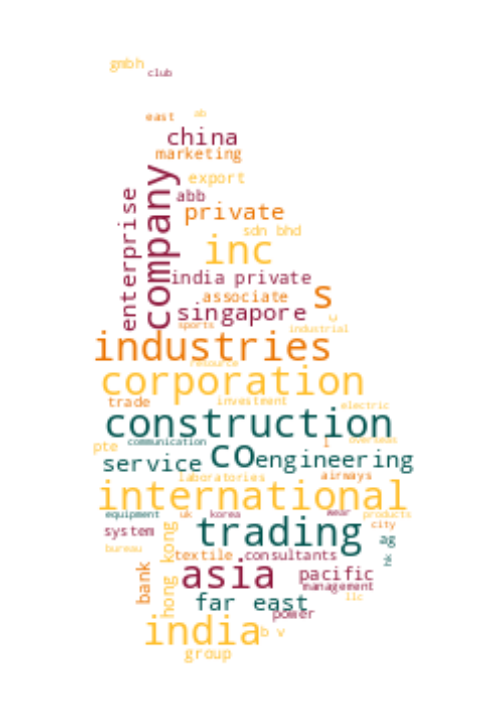 gmbh
club
east ab
china
marketing
company
export
enterprise
abb
private
sdn bhd
inc
india private
associate s
singapore
sports
industrial
industries
resource
corporation
trade investment
electric
construction
communication
overseas
pte
co
service engineering
laboratories airways
international
equipment uk korea wear products
city
system trading
ag
hong kong
bureau textile consultants
hk
bank asia pacific
management
far east llc
power
india b v
group